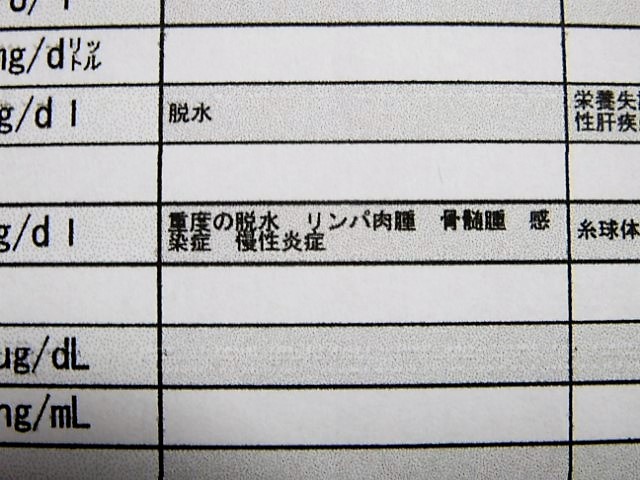 mg/dリットル
g/dl
脱水
栄養失
性肝疾
g/dl
重度の脱水 リンパ肉腫 骨髄腫 感
染症 慢性炎症
糸球体
ug/dL
ng/mL